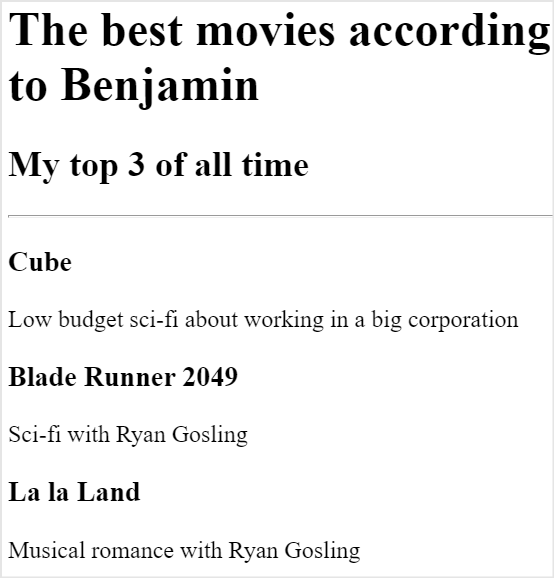 The best movies according
to Benjamin
My top 3 of all time
Cube
Low budget sci-fi about working in a big corporation
Blade Runner 2049
Sci-fi with Ryan Gosling
La la Land
Musical romance with Ryan Gosling